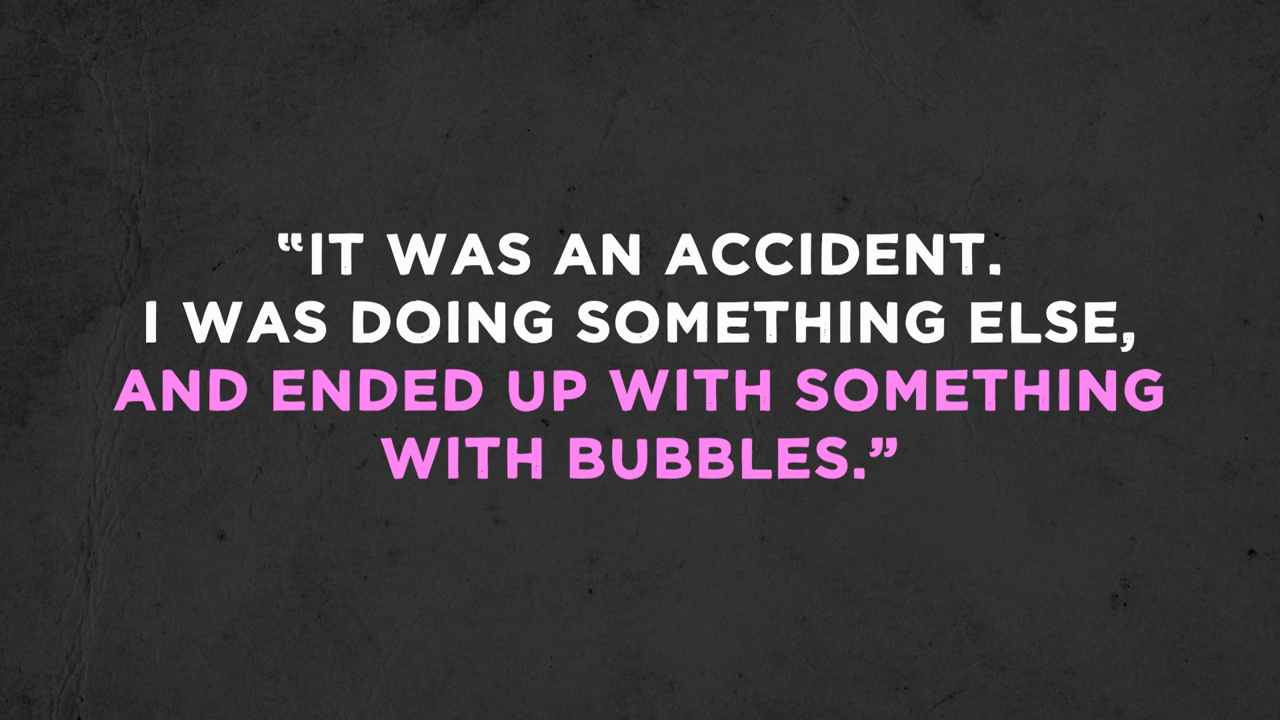 “IT WAS AN ACCIDENT.
I WAS DOING SOMETHING ELSE,
AND ENDED UP WITH SOMETHING
WITH BUBBLES.”